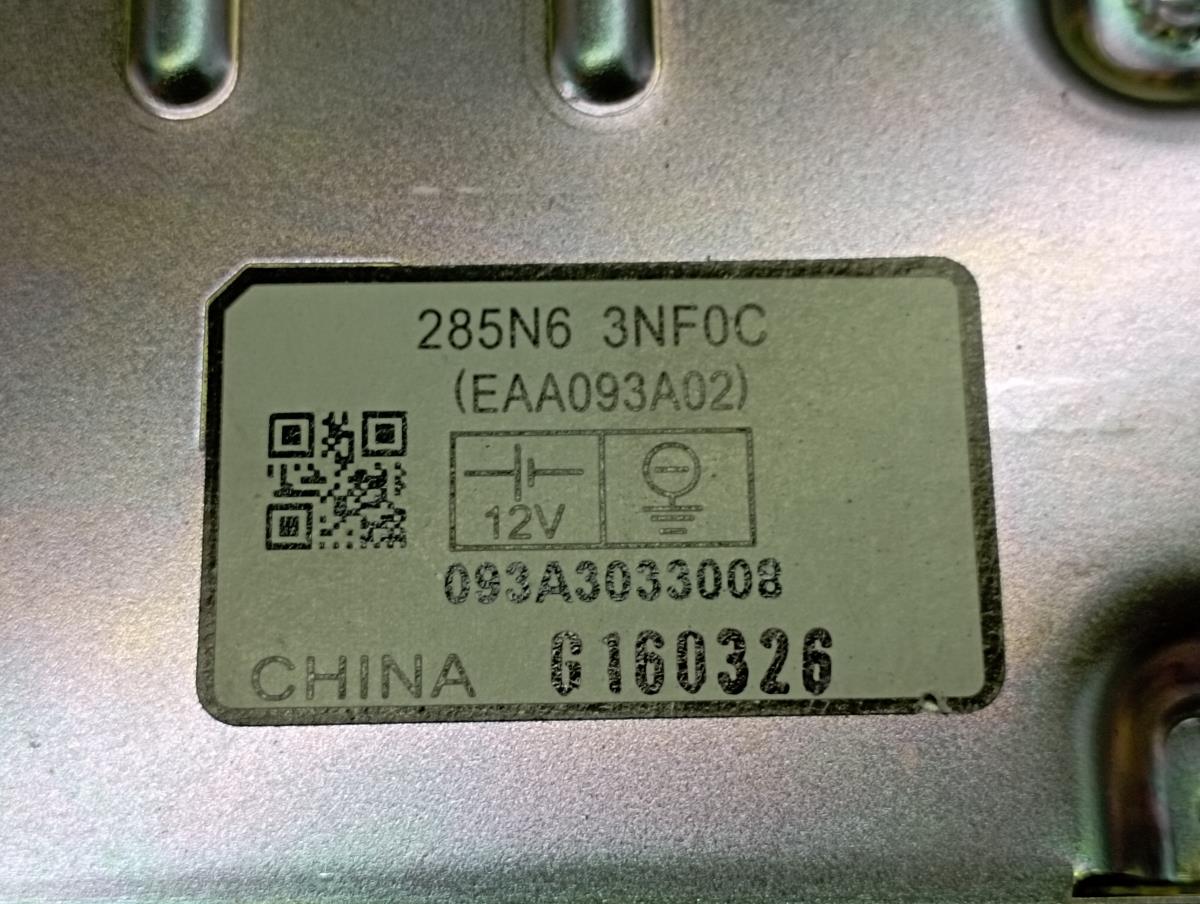 285N6 3NF0C
(EAA093A02)
12V
093A3033008
CHINA G160326